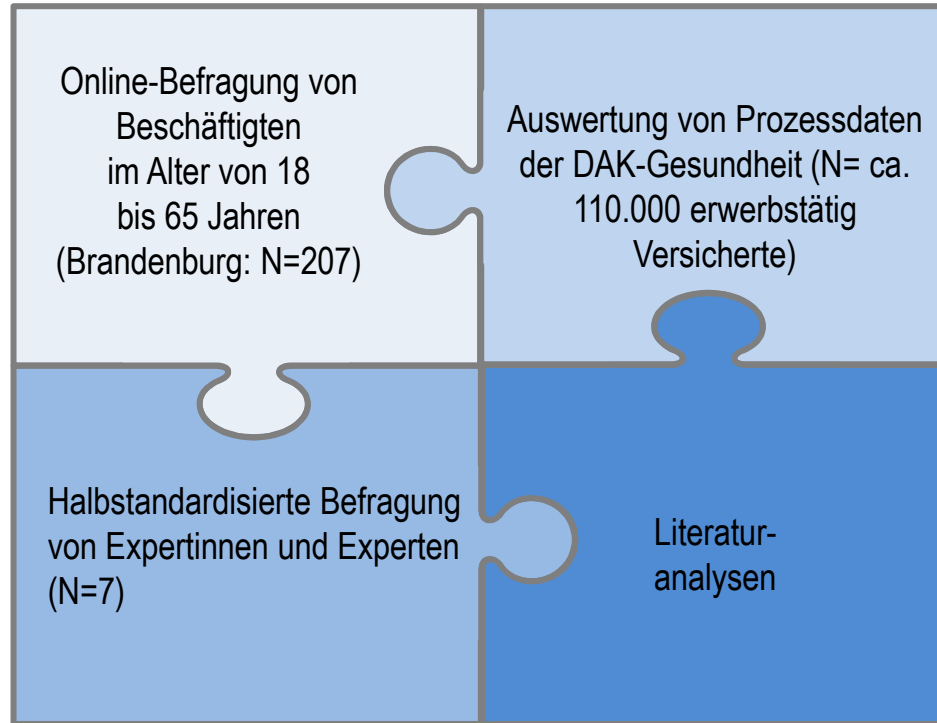 Online-Befragung von
Beschäftigten
im Alter von 18
bis 65 Jahren
(Brandenburg: N=207)
Auswertung von Prozessdaten
der DAK-Gesundheit (N= ca.
110.000 erwerbstätig
Versicherte)
Halbstandardisierte Befragung
von Expertinnen und Experten
(N=7)
Literatur-
analysen